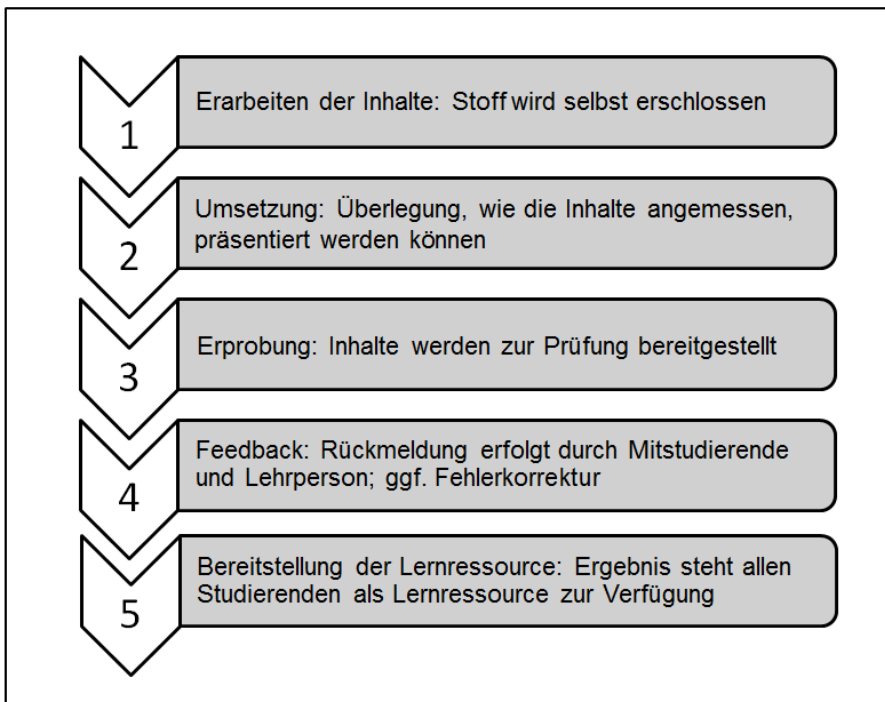 1
Erarbeiten der Inhalte: Stoff wird selbst erschlossen
2
Umsetzung: Überlegung, wie die Inhalte angemessen,
präsentiert werden können
3
Erprobung: Inhalte werden zur Prüfung bereitgestellt
4
Feedback: Rückmeldung erfolgt durch Mitstudierende
und Lehrperson; ggf. Fehlerkorrektur
5
Bereitstellung der Lernressource: Ergebnis steht allen
Studierenden als Lernressource zur Verfügung